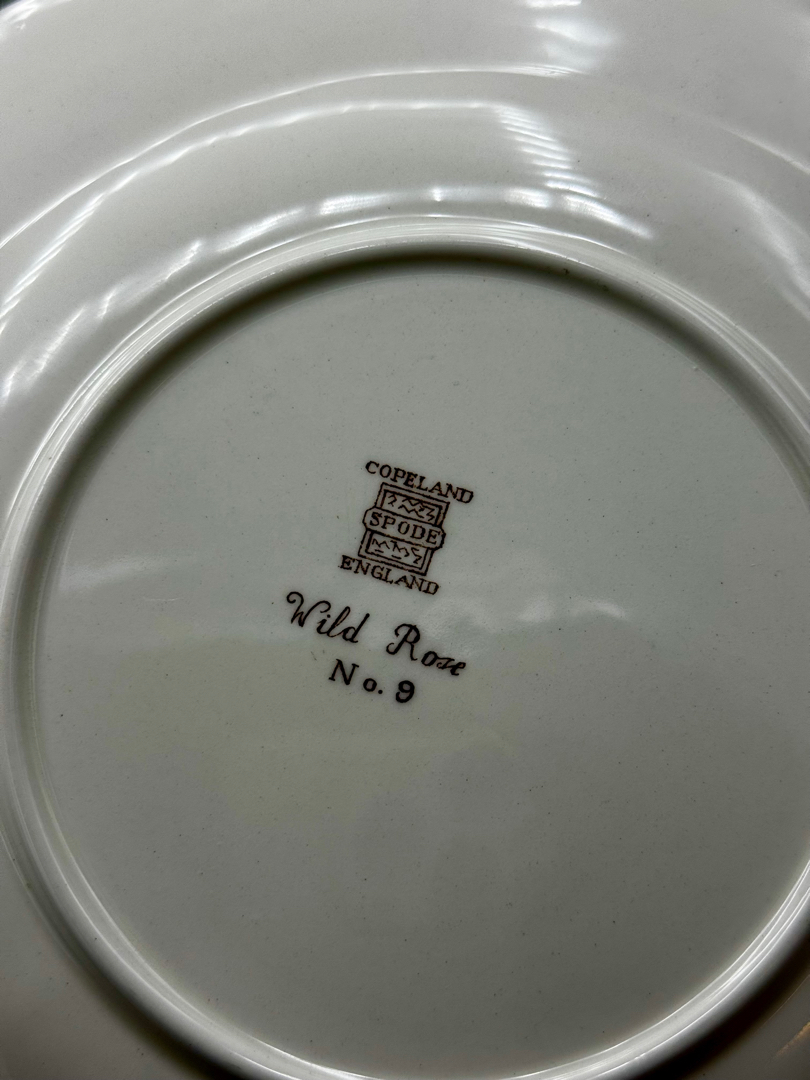 COPELAND
SPODE
ENGLAND
Wild Rose
No. 9